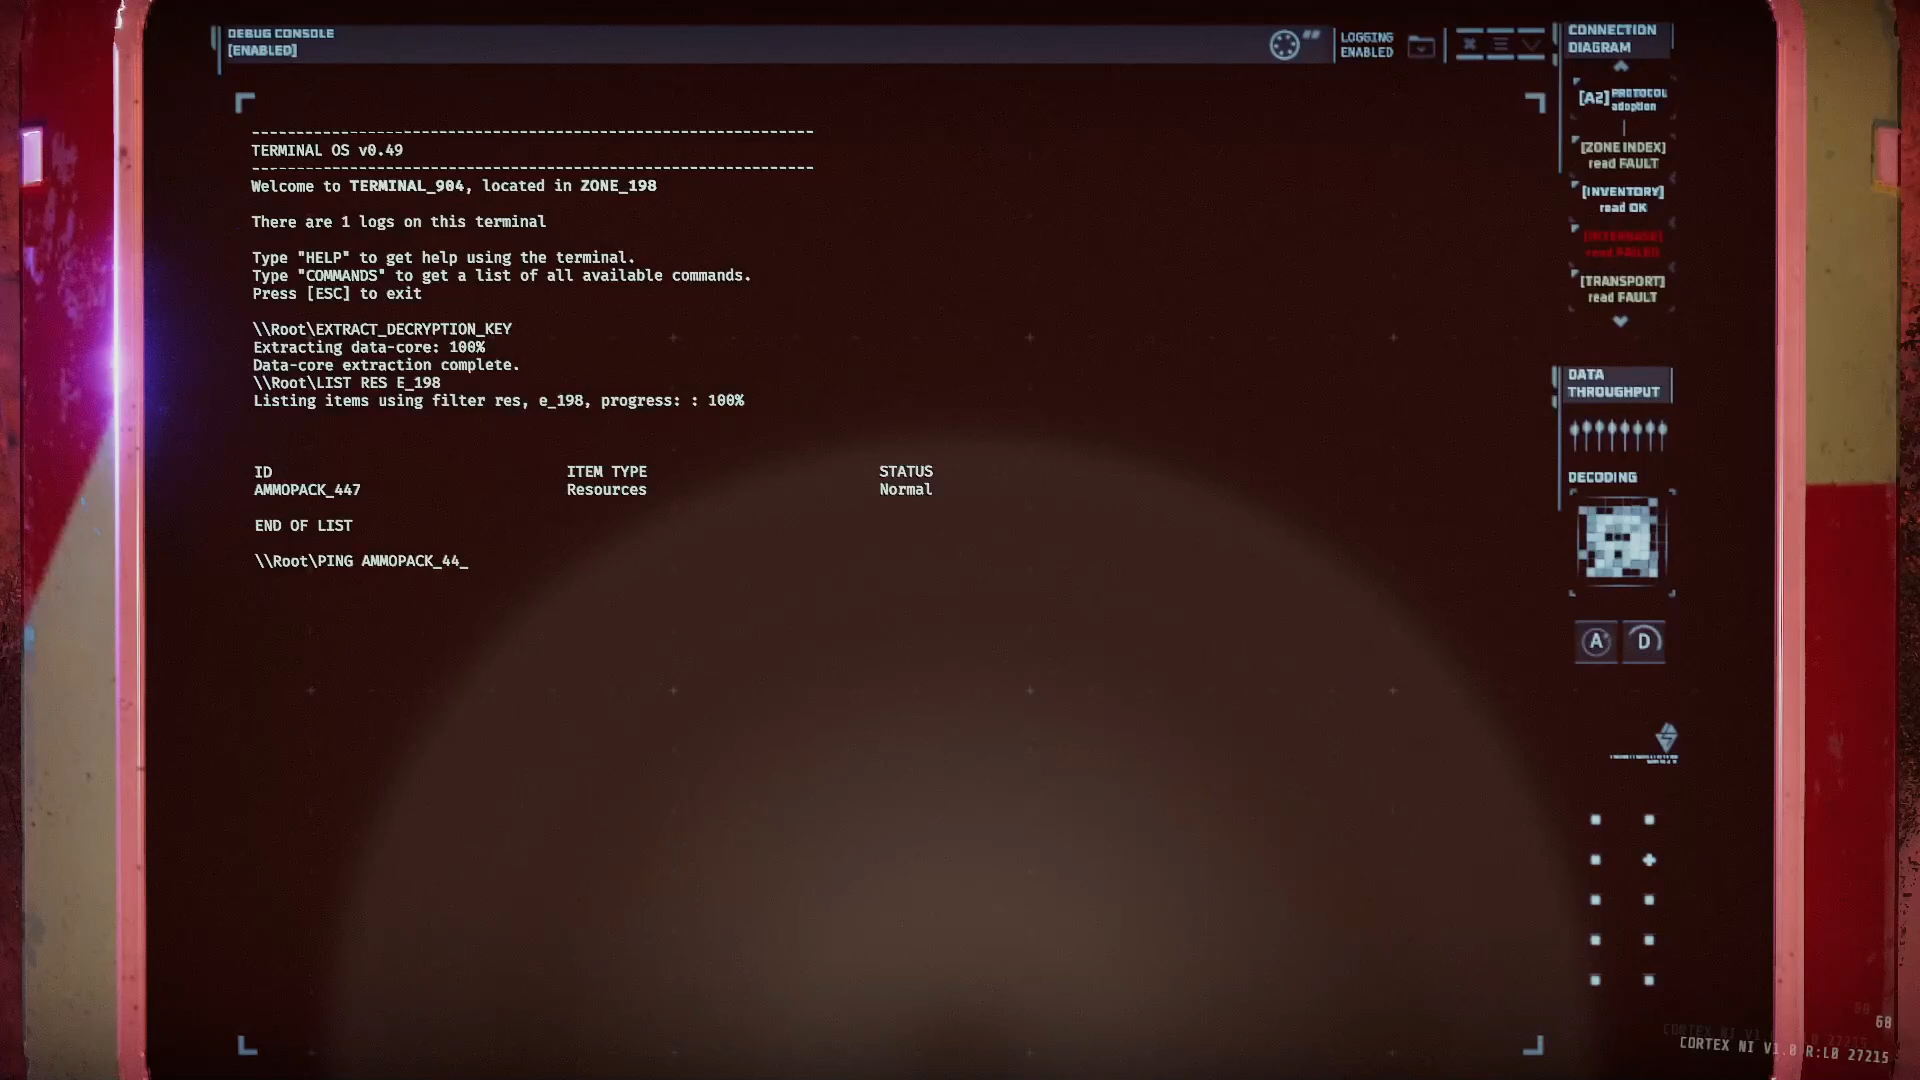 DEBUG CONSOLE
[ENABLED]
LOGGING
ENABLED
------------------------------------------------------------------
TERMINAL OS v0.49
------------------------------------------------------------------
Welcome to TERMINAL_904, located in ZONE_198
There are 1 logs on this terminal
Type "HELP" to get help using the terminal.
Type "COMMANDS" to get a list of all available commands.
Press [ESC] to exit
\\Root\EXTRACT_DECRYPTION_KEY
Extracting data-core: 100%
Data-core extraction complete.
\\Root\LIST RES E_198
Listing items using filter res, e_198, progress: : 100%
ID ITEM TYPE STATUS
AMMOPACK_447 Resources Normal
END OF LIST
\\Root\PING AMMOPACK_44_
CONNECTION
DIAGRAM
[A2] PROTOCOL
adoption
[ZONE INDEX]
read FAULT
[INVENTORY]
read OK
read FAILED
[TRANSPORT]
read FAULT
DATA
THROUGHPUT
DECODING
A D
68
CORTEX NI V1.0 R:L0 27215